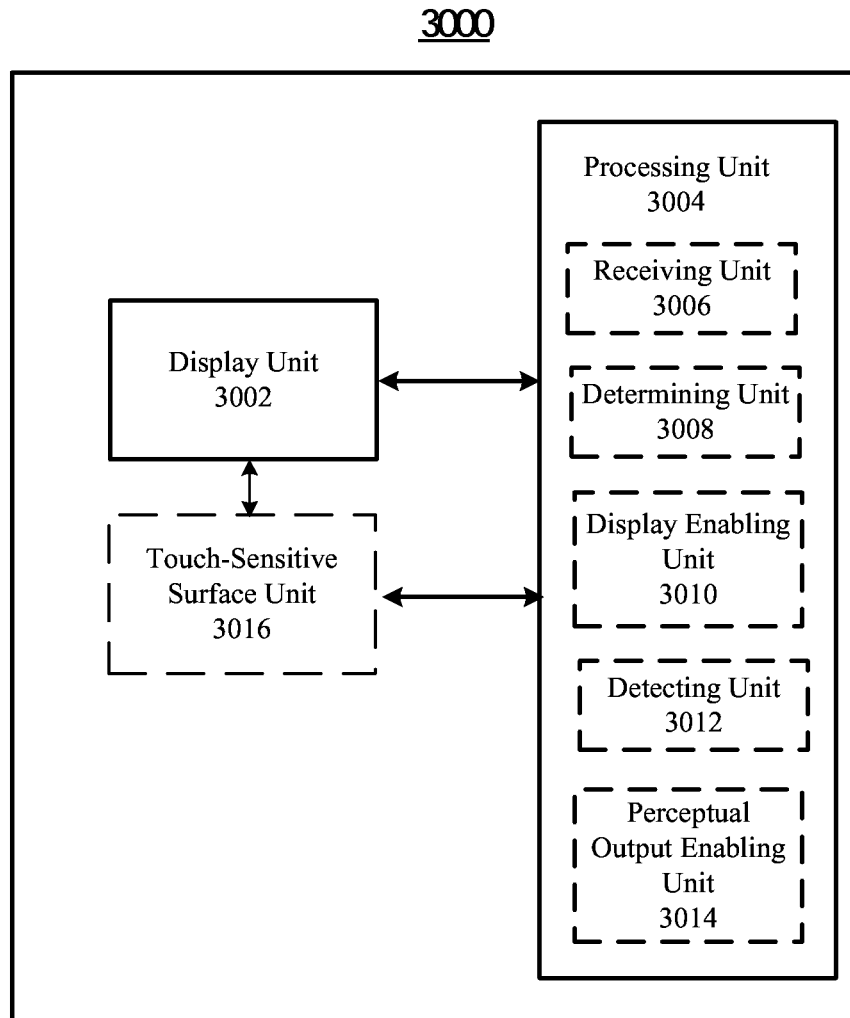 3000
Processing Unit
3004
Receiving Unit
3006
Display Unit
3002
Determining Unit
3008
Display Enabling
Unit
3010
Touch-Sensitive
Surface Unit
3016
Detecting Unit
3012
Perceptual
Output Enabling
Unit
3014